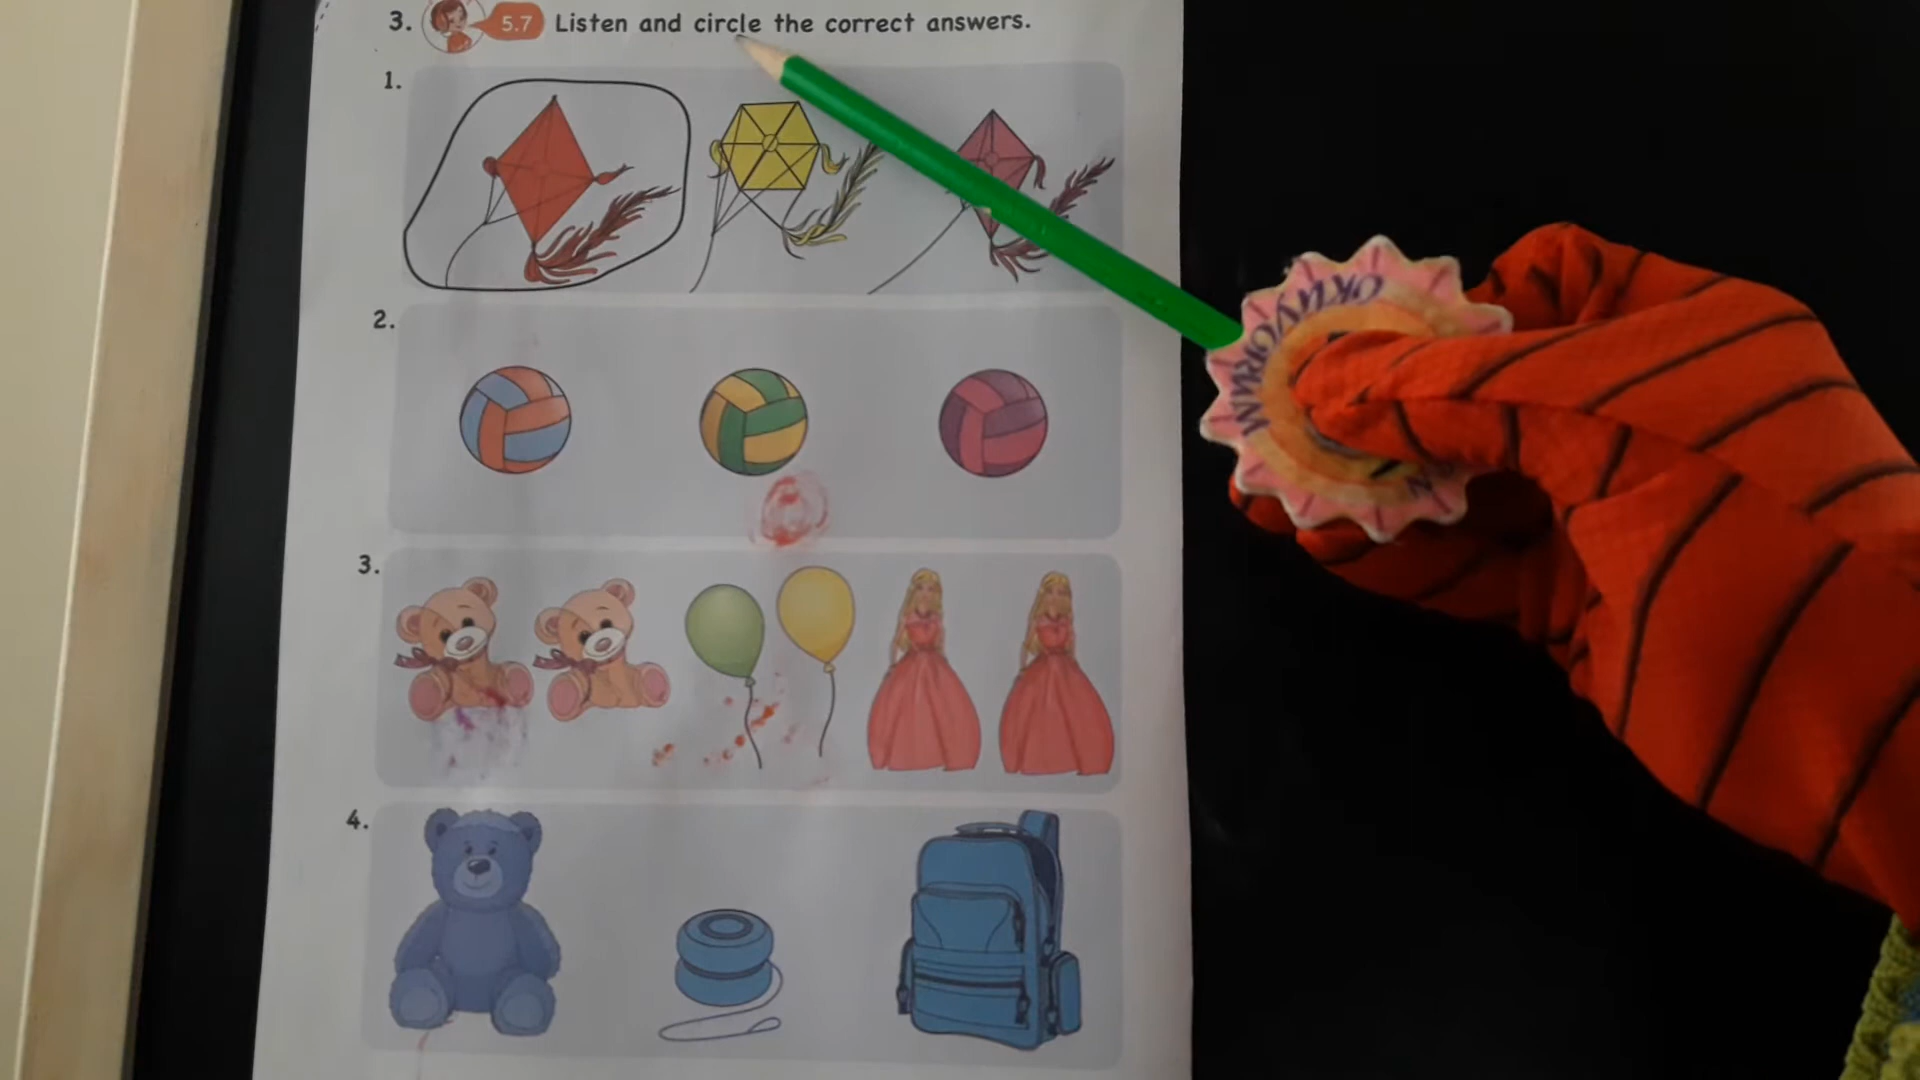 3. 5.7 Listen and circle the correct answers.
1.
2.
3.
4.